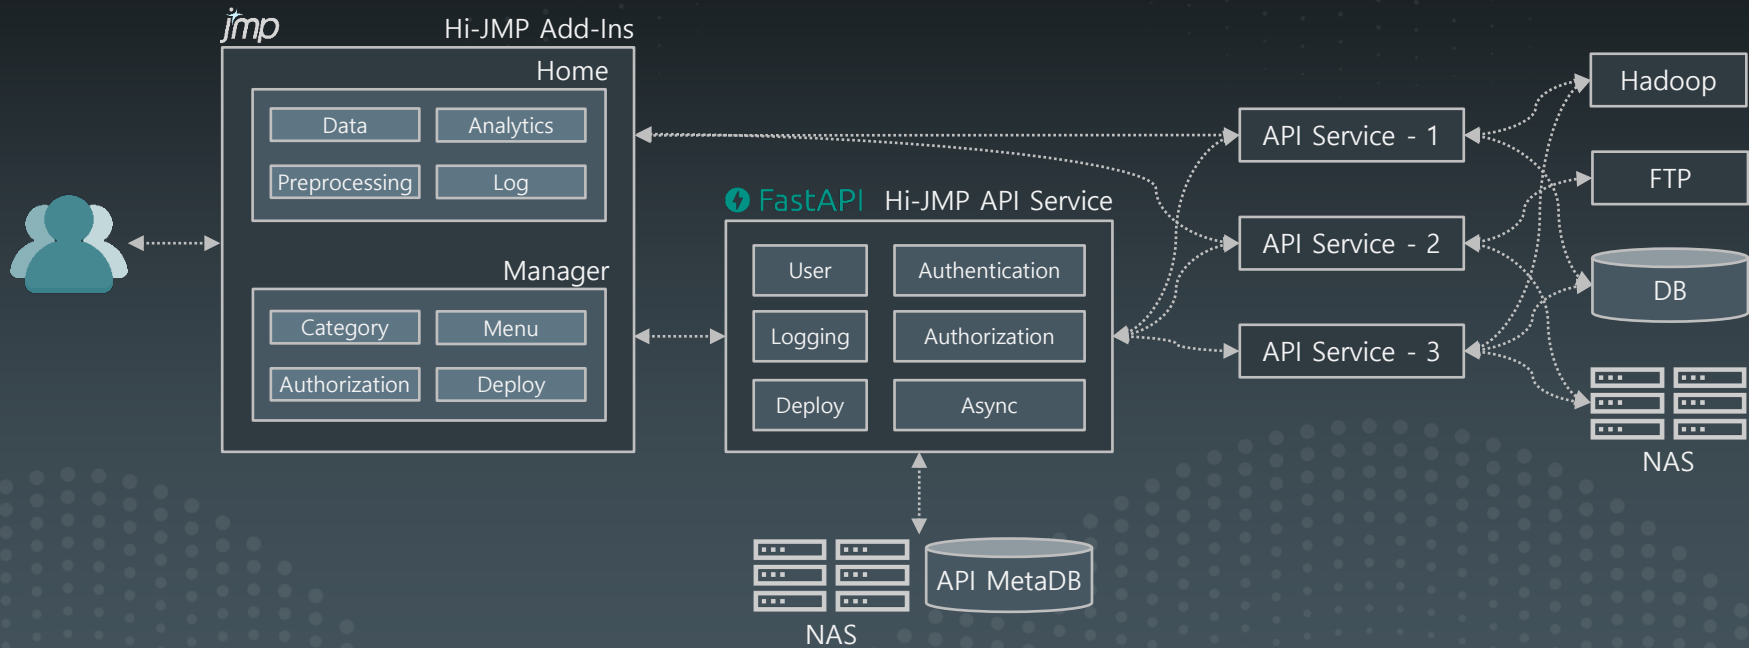 jmp
Hi-JMP Add-Ins
Home
Data
Analytics
Preprocessing
Log
Manager
Category
Menu
Authorization
Deploy
FastAPI
Hi-JMP API Service
User
Authentication
Logging
Authorization
Deploy
Async
NAS
API MetaDB
API Service - 1
API Service - 2
API Service - 3
Hadoop
FTP
DB
NAS